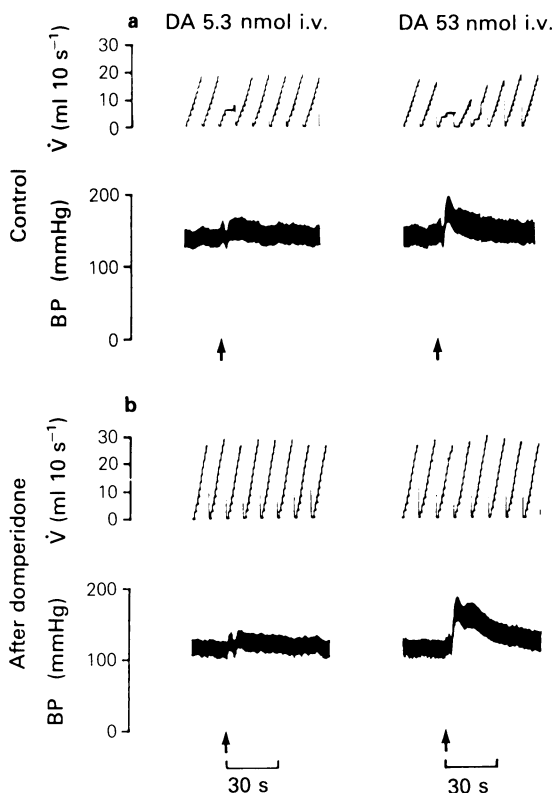 a DA 5.3 nmol i.v. DA 53 nmol i.v.
V̇ (ml 10 s⁻¹)
30
20
10
0
Control
BP (mmHg)
200
100
0
b
V̇ (ml 10 s⁻¹)
30
20
10
0
After domperidone
BP (mmHg)
200
100
0
30 s 30 s